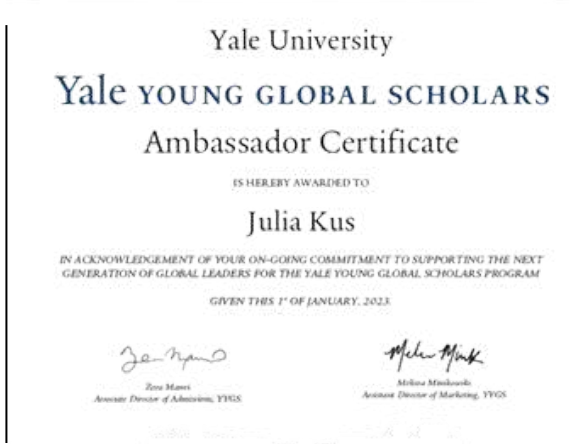 Yale University
Yale YOUNG GLOBAL SCHOLARS
Ambassador Certificate
IS HEREBY AWARDED TO
Julia Kus
IN ACKNOWLEDGEMENT OF YOUR ON-GOING COMMITMENT TO SUPPORTING THE NEXT
GENERATION OF GLOBAL LEADERS FOR THE YALE YOUNG GLOBAL SCHOLARS PROGRAM
GIVEN THIS 1st OF JANUARY, 2023.
Associate Director of Admissions, YYGS
Assistant Director of Marketing, YYGS